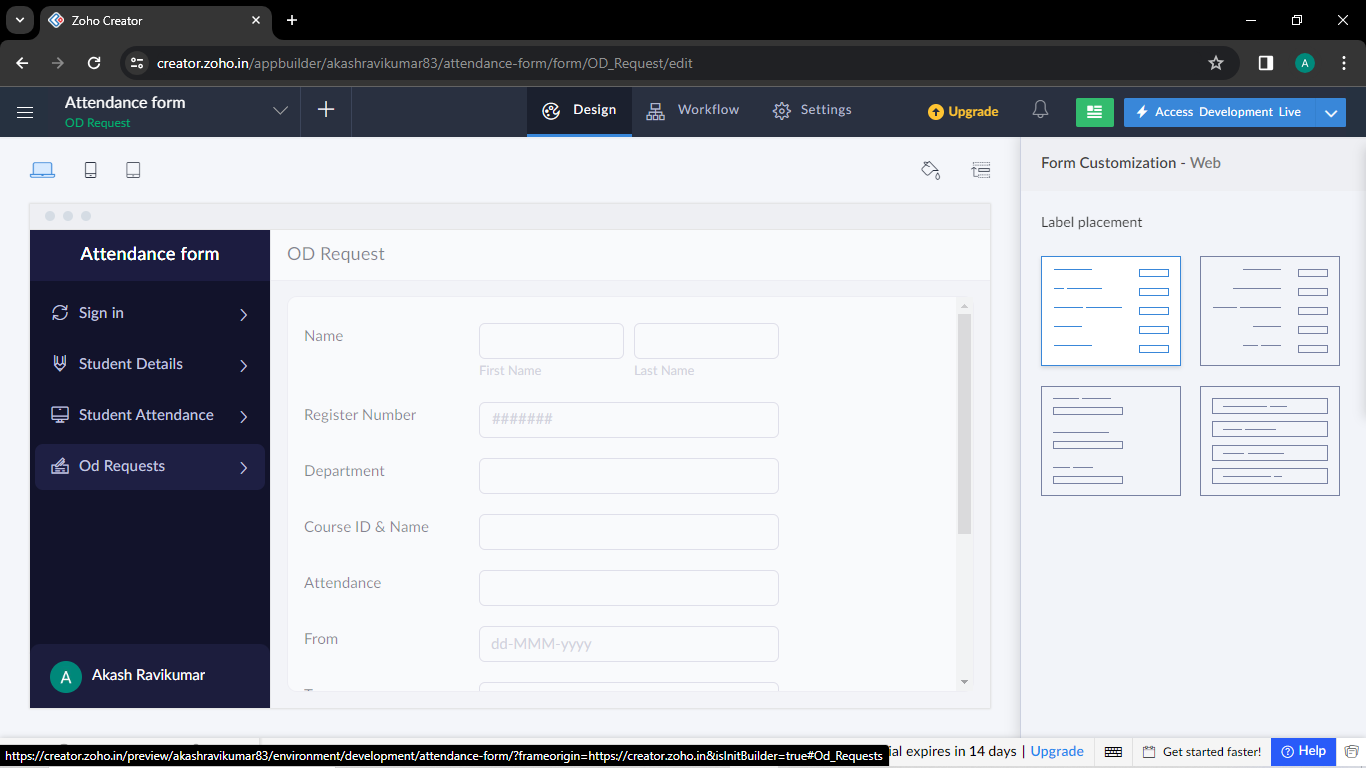 Zoho Creator
creator.zoho.in/appbuilder/akashravikumar83/attendance-form/form/OD_Request/edit
A
Attendance form
OD Request
Design
Workflow
Settings
Upgrade
Access Development Live
Form Customization - Web
Label placement
Attendance form
OD Request
Sign in
Student Details
Student Attendance
Od Requests
Name
First Name
Last Name
Register Number
#######
Department
Course ID & Name
Attendance
From
dd-MMM-yyyy
A
Akash Ravikumar
https://creator.zoho.in/preview/akashravikumar83/environment/development/attendance-form/?frameorigin=https://creator.zoho.in&isInitBuilder=true#Od_Requests
ial expires in 14 days | Upgrade
Get started faster!
Help